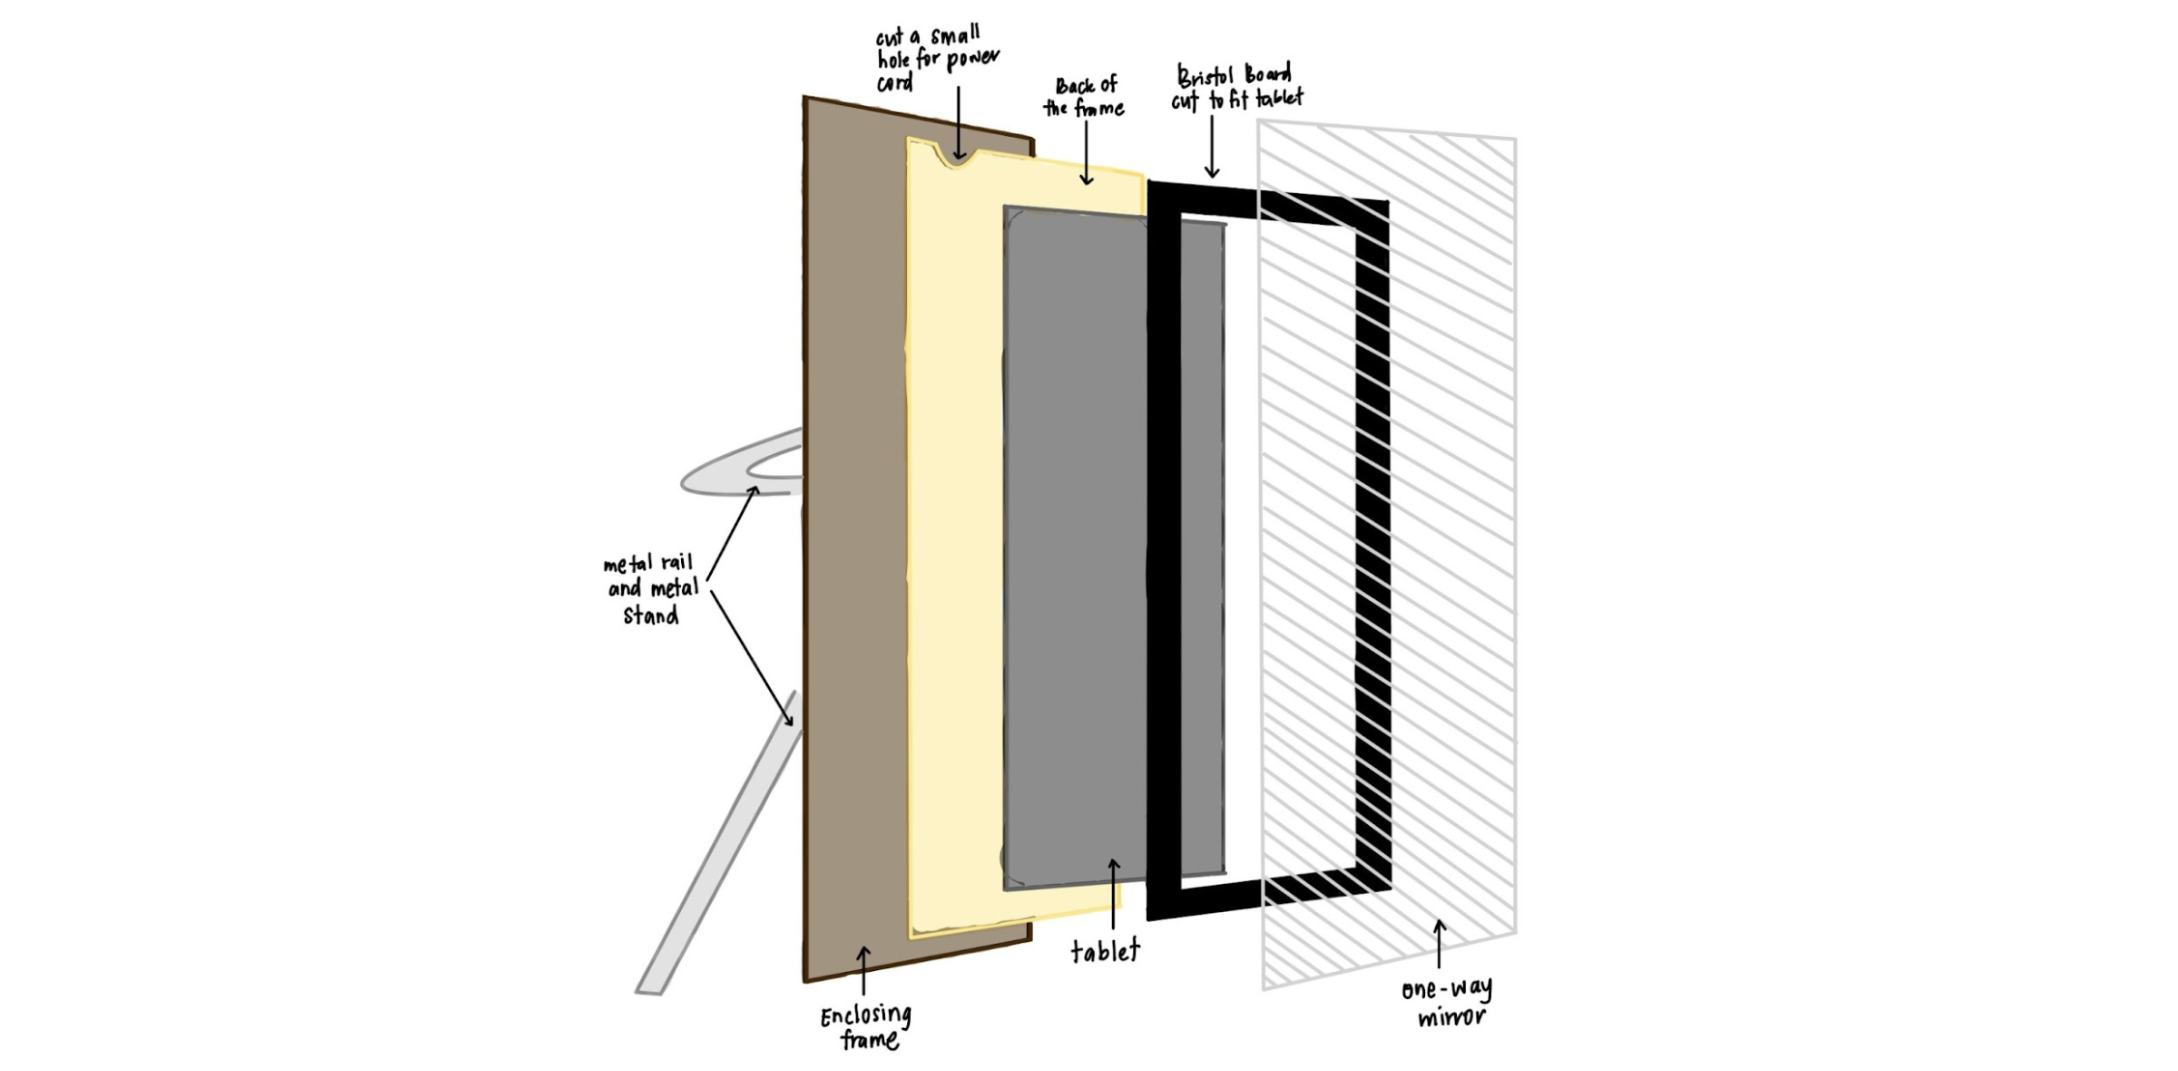 cut a small
hole for power
cord
Back of
the frame
Bristol Board
cut to fit tablet
metal rail
and metal
stand
tablet
Enclosing
frame
one-way
mirror